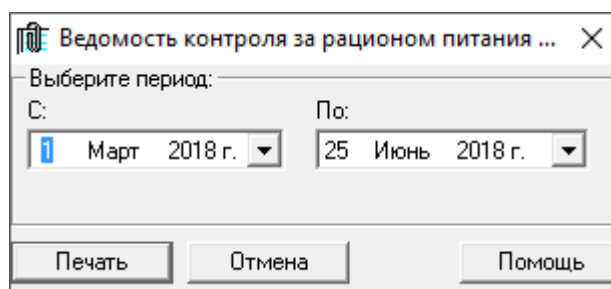 Ведомость контроля за рационом питания ...
Выберите период:
С: По:
1 Март 2018 г. 25 Июнь 2018 г.
Печать Отмена Помощь